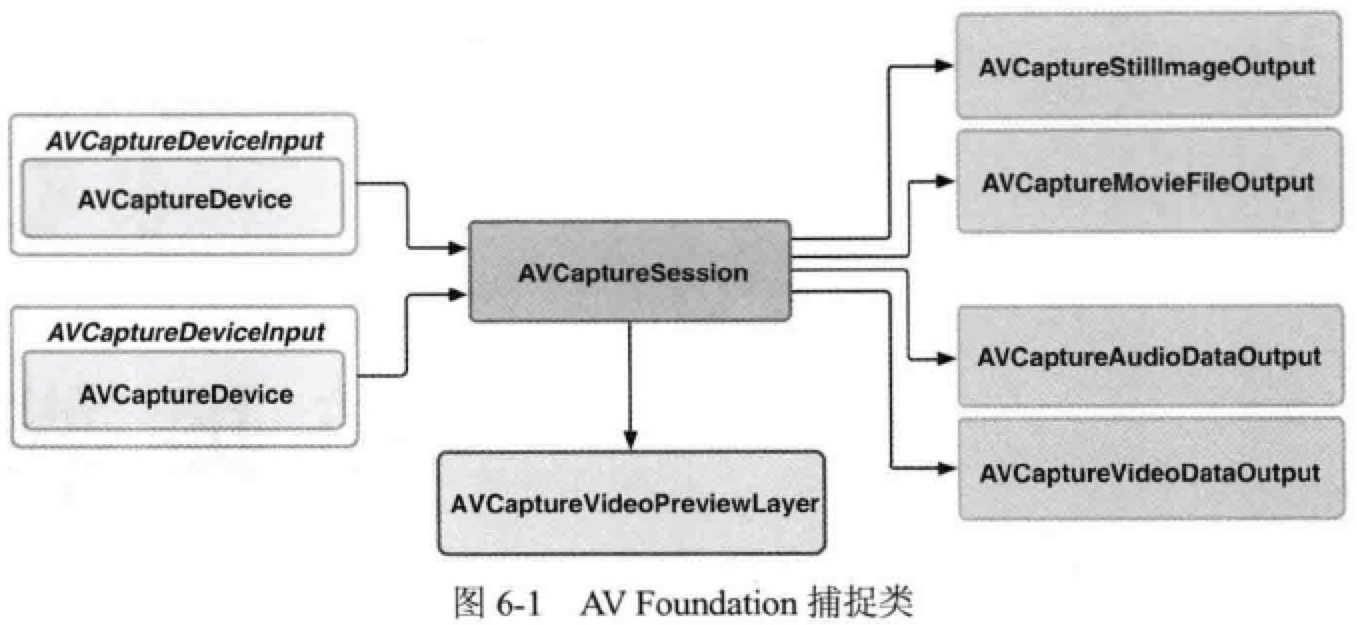 AVCaptureDeviceInput
AVCaptureDevice
AVCaptureDeviceInput
AVCaptureDevice
AVCaptureSession
AVCaptureVideoPreviewLayer
AVCaptureStillImageOutput
AVCaptureMovieFileOutput
AVCaptureAudioDataOutput
AVCaptureVideoDataOutput
图 6-1 AV Foundation 捕捉类